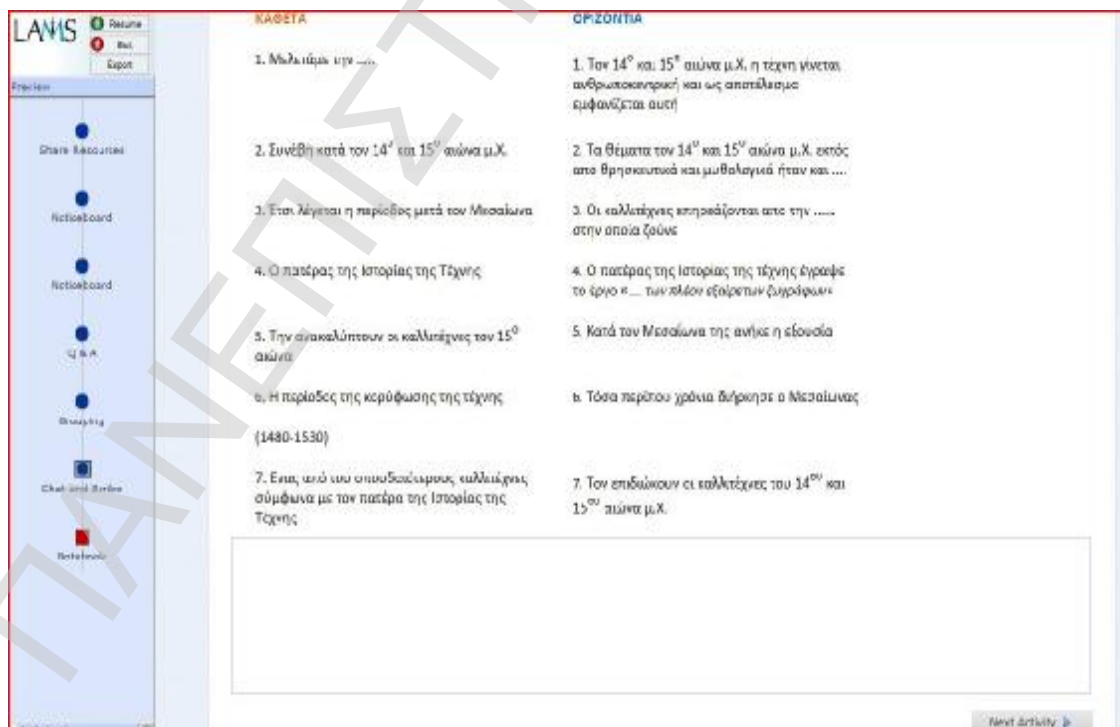 LAMS
Resume
Exit
Export
Preview
Share Resources
Noticeboard
Noticeboard
Q & A
Grouping
Chat and Scribe
Notebook
ΚΑΘΕΤΑ
1. Μελετάμε την .....
2. Συνέβη κατά τον 14ο και 15ο αιώνα μ.Χ.
3. Έτσι λέγεται η περίοδος μετά τον Μεσαίωνα
4. Ο πατέρας της Ιστορίας της Τέχνης
5. Την ανακαλύπτουν οι καλλιτέχνες τον 15ο
αιώνα
6. Η περίοδος της κορύφωσης της τέχνης
(1480-1530)
7. Ένας από του σπουδαιότερους καλλιτέχνες
σύμφωνα με τον πατέρα της Ιστορίας της
Τέχνης
ΟΡΙΖΟΝΤΙΑ
1. Τον 14ο και 15ο αιώνα μ.Χ. η τέχνη γίνεται
ανθρωποκεντρική και ως αποτέλεσμα
εμφανίζεται αυτή
2. Τα θέματα τον 14ο και 15ο αιώνα μ.Χ. εκτός
απο θρησκευτικά και μυθολογικά ήταν και ....
3. Οι καλλιτέχνες επηρεάζονται απο την ......
στην οποία ζούνε
4. Ο πατέρας της Ιστορίας της τέχνης έγραψε
το έργο «.... των πλέον εξαίρετων ζωγράφων»
5. Κατά τον Μεσαίωνα της ανήκε η εξουσία
6. Τόσα περίπου χρόνια διήρκησε ο Μεσαίωνας
7. Τον επιδιώκουν οι καλλιτέχνες του 14ου και
15ου αιώνα μ.Χ.
Next Activity
ΠΑΝΕΠΙΣΤ